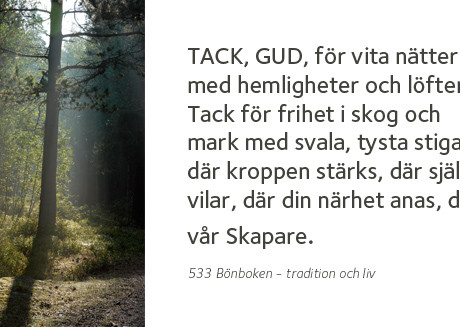 TACK, GUD, för vita nätter
med hemligheter och löften
Tack för frihet i skog och
mark med svala, tysta stiga
där kroppen stärks, där själ
vilar, där din närhet anas, d
vår Skapare.
533 Bönboken – tradition och liv